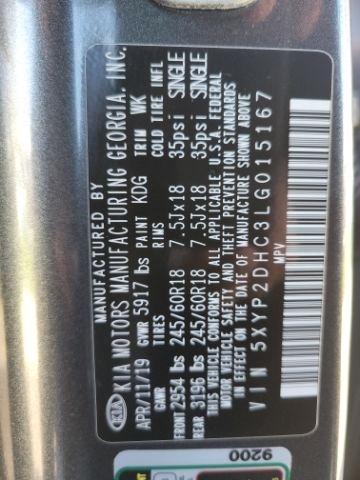 MANUFACTURED BY
KIA KIA MOTORS MANUFACTURING GEORGIA, INC.
APR/11/19 GVWR 5917 lbs PAINT KDG TRIM WK
TIRES RIMS COLD TIRE INFL
FRONT 2954 lbs 245/60R18 7.5Jx18 35psi SINGLE
REAR 3196 lbs 245/60R18 7.5Jx18 35psi SINGLE
THIS VEHICLE CONFORMS TO ALL APPLICABLE U.S.A. FEDERAL
MOTOR VEHICLE SAFETY AND THEFT PREVENTION STANDARDS
IN EFFECT ON THE DATE OF MANUFACTURE SHOWN ABOVE
VIN 5XYP2DHC3LG015167
MPV
9200